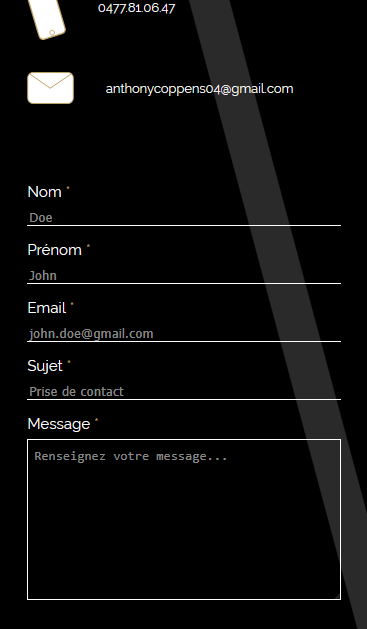 0477.81.06.47
anthonycoppens04@gmail.com
Nom *
Doe
Prénom *
John
Email *
john.doe@gmail.com
Sujet *
Prise de contact
Message *
Renseignez votre message...